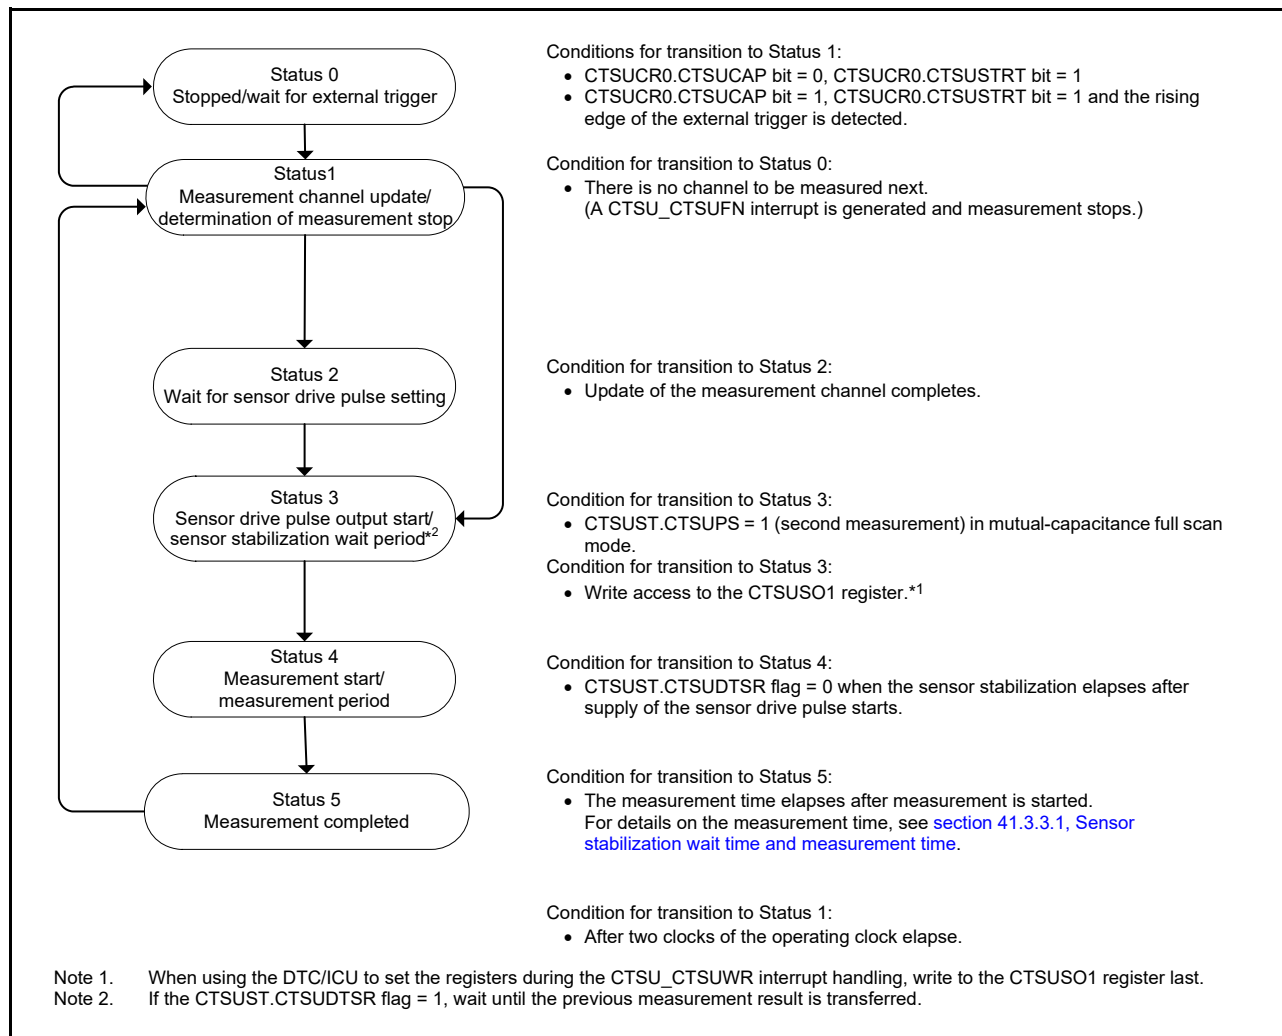 Status 0
Stopped/wait for external trigger
Conditions for transition to Status 1:
• CTSUCR0.CTSUCAP bit = 0, CTSUCR0.CTSUSTRT bit = 1
• CTSUCR0.CTSUCAP bit = 1, CTSUCR0.CTSUSTRT bit = 1 and the rising
edge of the external trigger is detected.
Status1
Measurement channel update/
determination of measurement stop
Condition for transition to Status 0:
• There is no channel to be measured next.
(A CTSU_CTSUFN interrupt is generated and measurement stops.)
Status 2
Wait for sensor drive pulse setting
Condition for transition to Status 2:
• Update of the measurement channel completes.
Status 3
Sensor drive pulse output start/
sensor stabilization wait period*2
Condition for transition to Status 3:
• CTSUST.CTSUPS = 1 (second measurement) in mutual-capacitance full scan
mode.
Condition for transition to Status 3:
• Write access to the CTSUSO1 register.*1
Status 4
Measurement start/
measurement period
Condition for transition to Status 4:
• CTSUST.CTSUDTSR flag = 0 when the sensor stabilization elapses after
supply of the sensor drive pulse starts.
Status 5
Measurement completed
Condition for transition to Status 5:
• The measurement time elapses after measurement is started.
For details on the measurement time, see section 41.3.3.1, Sensor
stabilization wait time and measurement time.
Condition for transition to Status 1:
• After two clocks of the operating clock elapse.
Note 1. When using the DTC/ICU to set the registers during the CTSU_CTSUWR interrupt handling, write to the CTSUSO1 register last.
Note 2. If the CTSUST.CTSUDTSR flag = 1, wait until the previous measurement result is transferred.